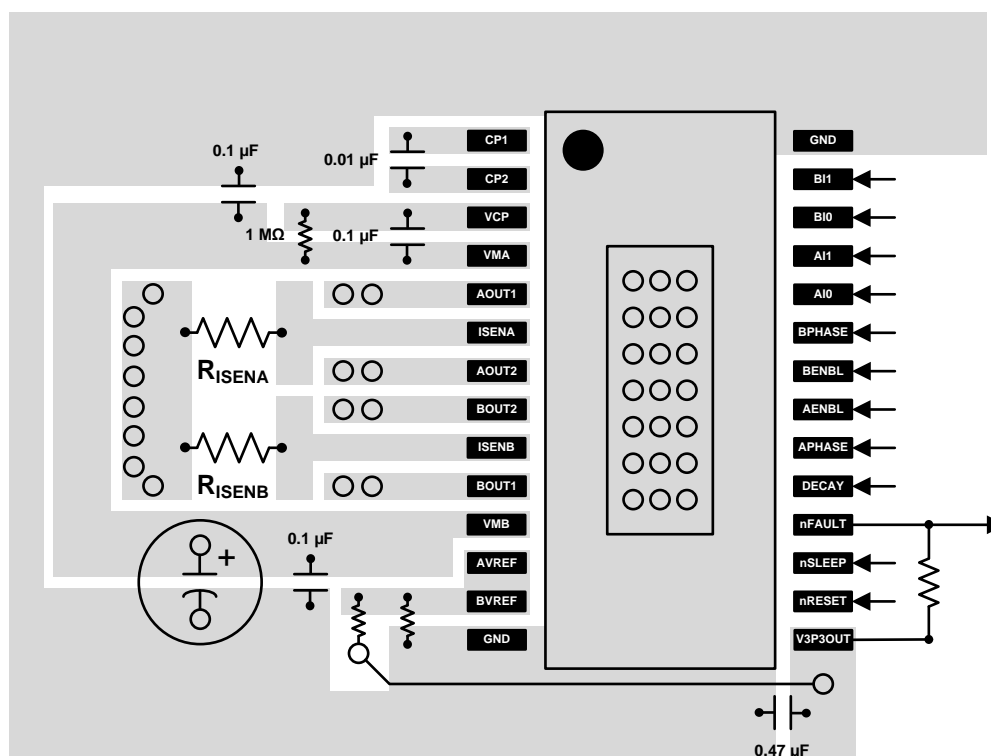 CP1
GND
0.1 µF
0.01 µF
CP2
BI1
VCP
BI0
1 MΩ
0.1 µF
VMA
AI1
AOUT1
AI0
ISENA
BPHASE
RISENA
AOUT2
BENBL
BOUT2
AENBL
ISENB
APHASE
RISENB
BOUT1
DECAY
VMB
nFAULT
0.1 µF
+
AVREF
nSLEEP
BVREF
nRESET
GND
V3P3OUT
0.47 µF